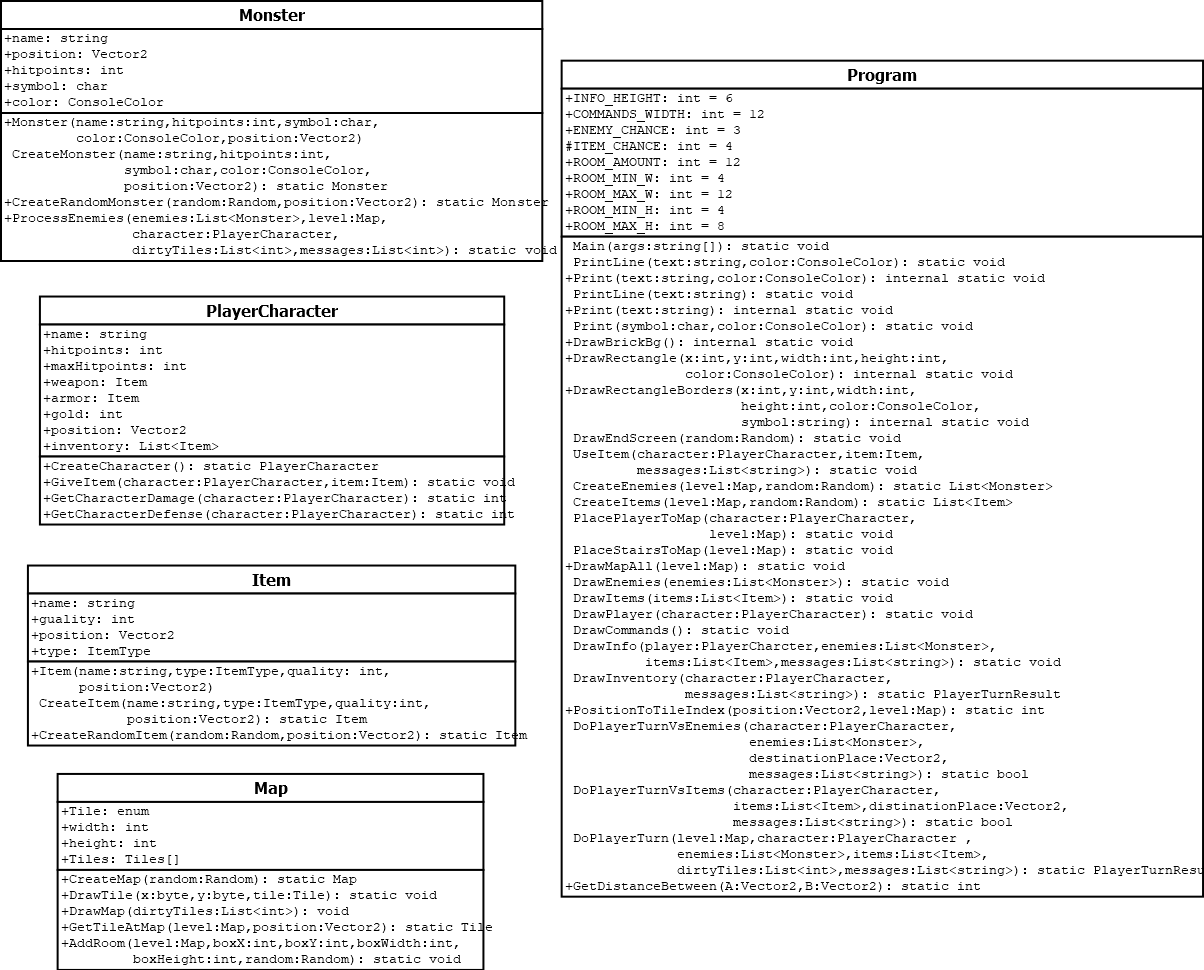 Monster
+name: string
+position: Vector2
+hitpoints: int
+symbol: char
+color: ConsoleColor
+Monster(name:string,hitpoints:int,symbol:char,
color:ConsoleColor,position:Vector2)
CreateMonster(name:string,hitpoints:int,
symbol:char,color:ConsoleColor,
position:Vector2): static Monster
+CreateRandomMonster(random:Random,position:Vector2): static Monster
+ProcessEnemies(enemies:List<Monster>,level:Map,
character:PlayerCharacter,
dirtyTiles:List<int>,messages:List<int>): static void
PlayerCharacter
+name: string
+hitpoints: int
+maxHitpoints: int
+weapon: Item
+armor: Item
+gold: int
+position: Vector2
+inventory: List<Item>
+CreateCharacter(): static PlayerCharacter
+GiveItem(character:PlayerCharacter,item:Item): static void
+GetCharacterDamage(character:PlayerCharacter): static int
+GetCharacterDefense(character:PlayerCharacter): static int
Item
+name: string
+guality: int
+position: Vector2
+type: ItemType
+Item(name:string,type:ItemType,quality: int,
position:Vector2)
CreateItem(name:string,type:ItemType,quality:int,
position:Vector2): static Item
+CreateRandomItem(random:Random,position:Vector2): static Item
Map
+Tile: enum
+width: int
+height: int
+Tiles: Tiles[]
+CreateMap(random:Random): static Map
+DrawTile(x:byte,y:byte,tile:Tile): static void
+DrawMap(dirtyTiles:List<int>): void
+GetTileAtMap(level:Map,position:Vector2): static Tile
+AddRoom(level:Map,boxX:int,boxY:int,boxWidth:int,
boxHeight:int,random:Random): static void
Program
+INFO_HEIGHT: int = 6
+COMMANDS_WIDTH: int = 12
+ENEMY_CHANCE: int = 3
#ITEM_CHANCE: int = 4
+ROOM_AMOUNT: int = 12
+ROOM_MIN_W: int = 4
+ROOM_MAX_W: int = 12
+ROOM_MIN_H: int = 4
+ROOM_MAX_H: int = 8
Main(args:string[]): static void
PrintLine(text:string,color:ConsoleColor): static void
+Print(text:string,color:ConsoleColor): internal static void
PrintLine(text:string): static void
+Print(text:string): internal static void
Print(symbol:char,color:ConsoleColor): static void
+DrawBrickBg(): internal static void
+DrawRectangle(x:int,y:int,width:int,height:int,
color:ConsoleColor): internal static void
+DrawRectangleBorders(x:int,y:int,width:int,
height:int,color:ConsoleColor,
symbol:string): internal static void
DrawEndScreen(random:Random): static void
UseItem(character:PlayerCharacter,item:Item,
messages:List<string>): static void
CreateEnemies(level:Map,random:Random): static List<Monster>
CreateItems(level:Map,random:Random): static List<Item>
PlacePlayerToMap(character:PlayerCharacter,
level:Map): static void
PlaceStairsToMap(level:Map): static void
+DrawMapAll(level:Map): static void
DrawEnemies(enemies:List<Monster>): static void
DrawItems(items:List<Item>): static void
DrawPlayer(character:PlayerCharacter): static void
DrawCommands(): static void
DrawInfo(player:PlayerCharcter,enemies:List<Monster>,
items:List<Item>,messages:List<string>): static void
DrawInventory(character:PlayerCharacter,
messages:List<string>): static PlayerTurnResult
+PositionToTileIndex(position:Vector2,level:Map): static int
DoPlayerTurnVsEnemies(character:PlayerCharacter,
enemies:List<Monster>,
destinationPlace:Vector2,
messages:List<string>): static bool
DoPlayerTurnVsItems(character:PlayerCharacter,
items:List<Item>,distinationPlace:Vector2,
messages:List<string>): static bool
DoPlayerTurn(level:Map,character:PlayerCharacter ,
enemies:List<Monster>,items:List<Item>,
dirtyTiles:List<int>,messages:List<string>): static PlayerTurnResu
+GetDistanceBetween(A:Vector2,B:Vector2): static int